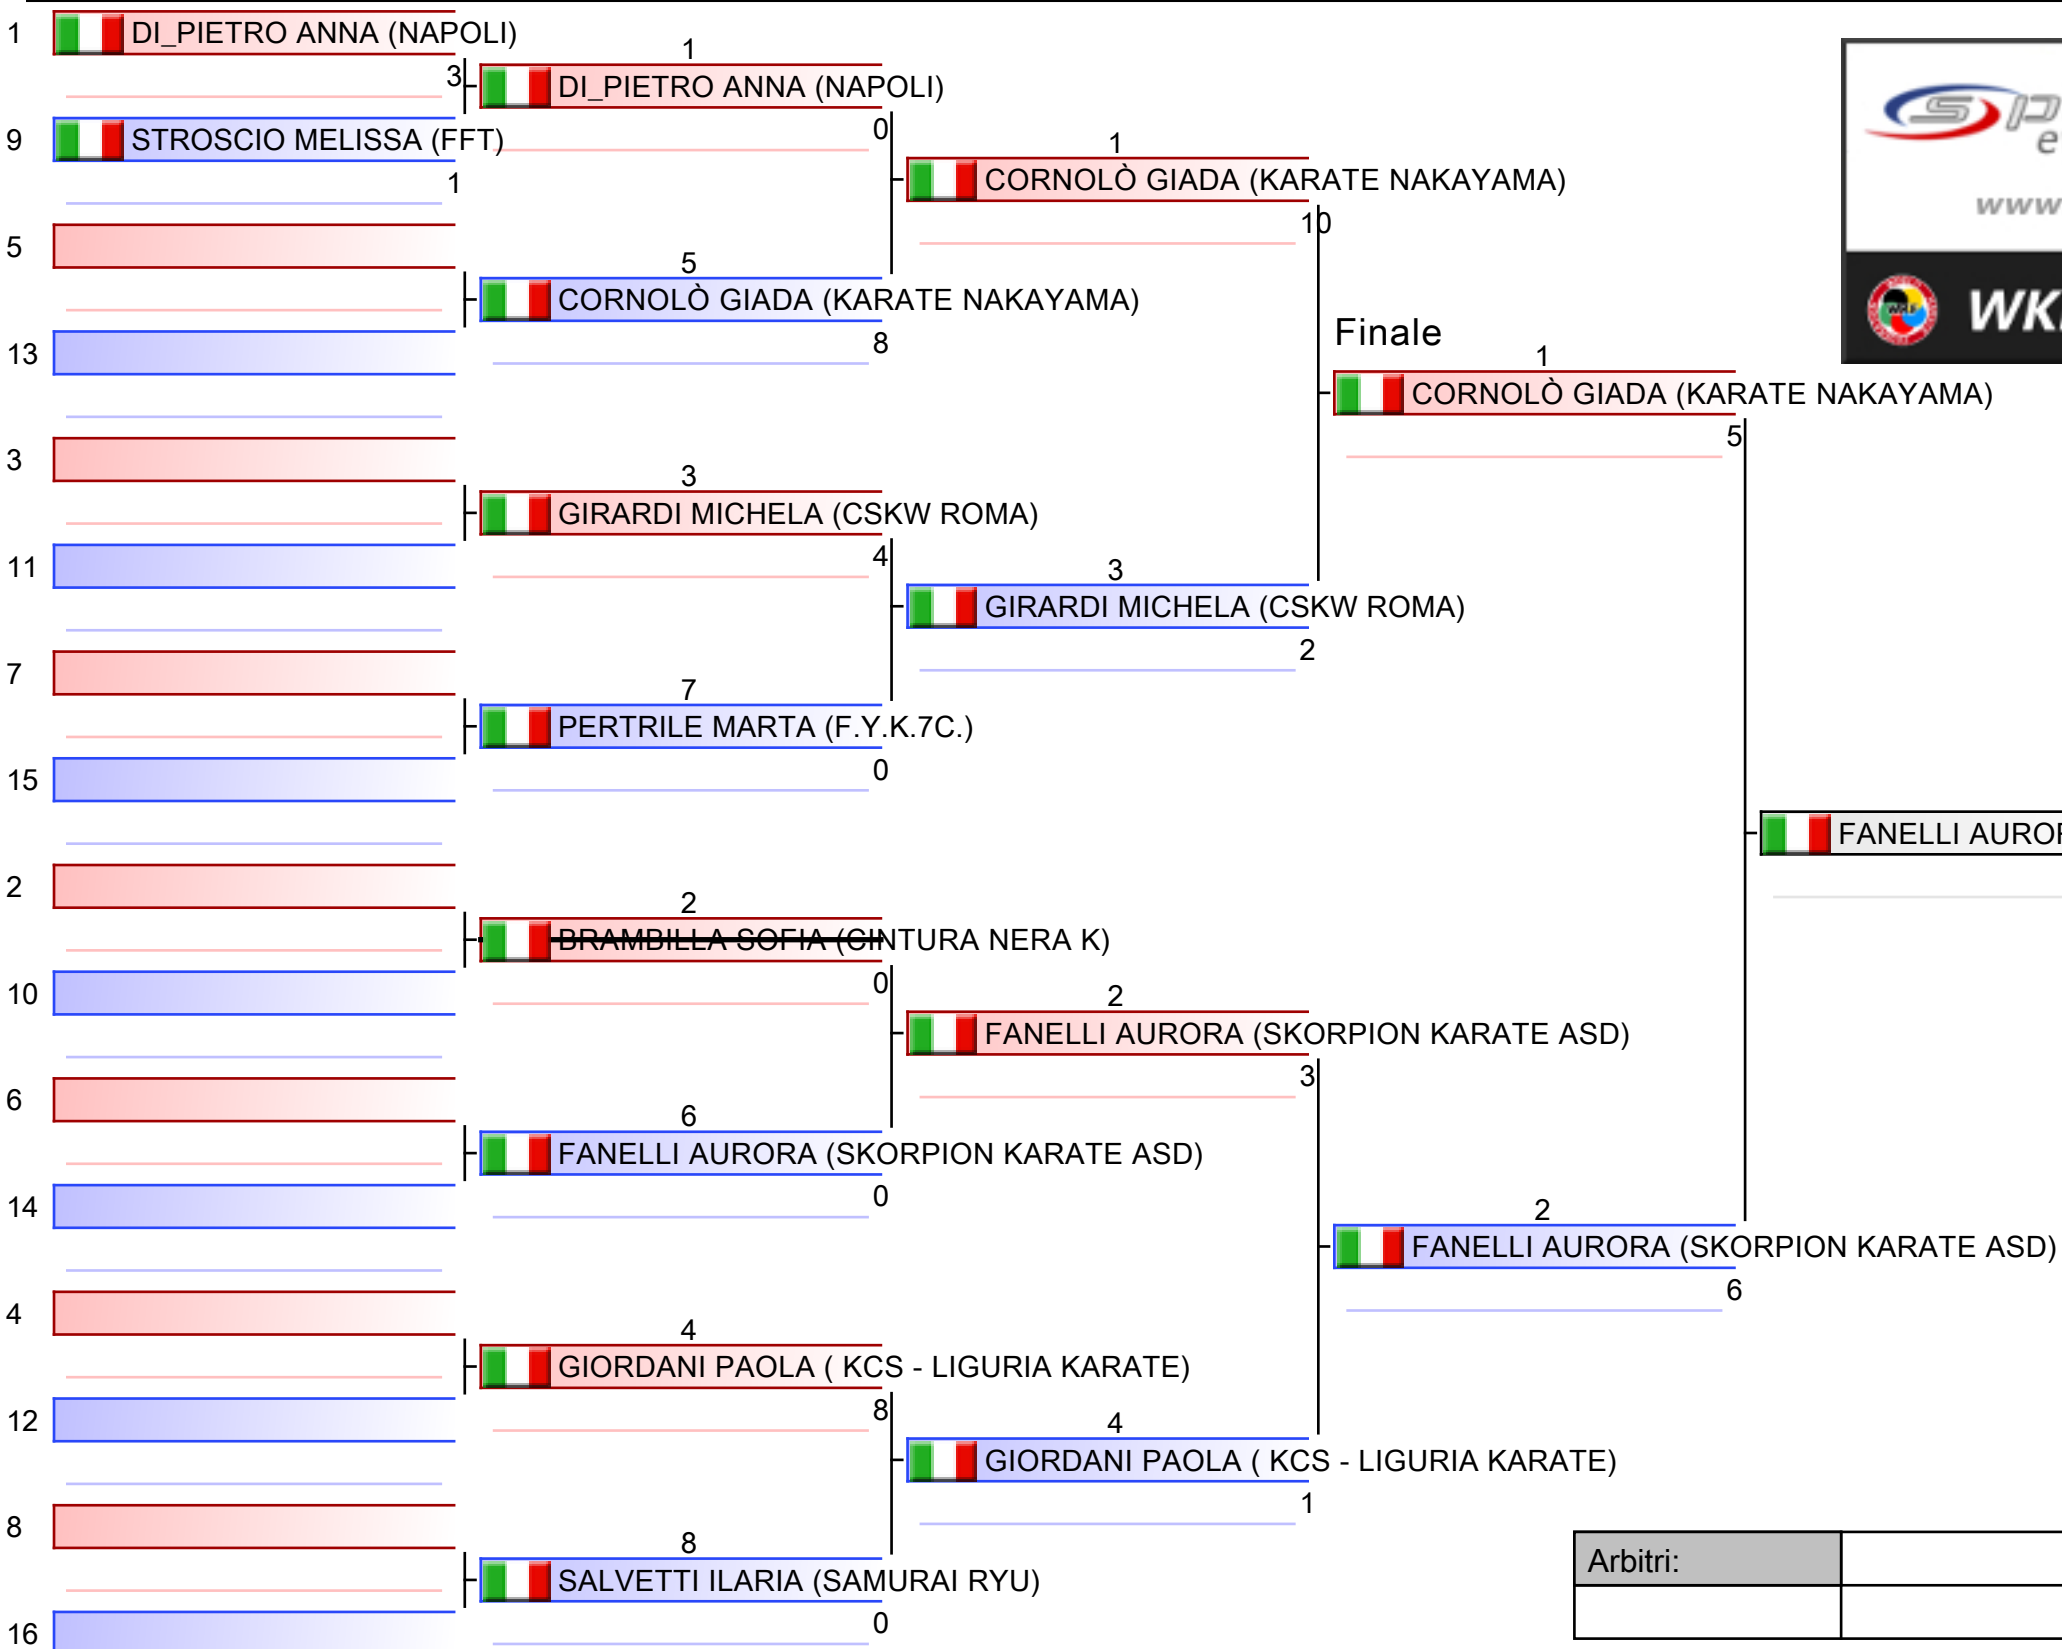 1 DI_PIETRO ANNA (NAPOLI)
3
9 STROSCIO MELISSA (FFT)
1
5
13
3
11
7
15
2
10
6
14
4
12
8
16
1
DI_PIETRO ANNA (NAPOLI)
0
5
CORNOLÒ GIADA (KARATE NAKAYAMA)
8
3
GIRARDI MICHELA (CSKW ROMA)
4
7
PERTRILE MARTA (F.Y.K.7C.)
0
2
BRAMBILLA SOFIA (CINTURA NERA K)
0
6
FANELLI AURORA (SKORPION KARATE ASD)
0
4
GIORDANI PAOLA ( KCS - LIGURIA KARATE)
8
8
SALVETTI ILARIA (SAMURAI RYU)
0
1
CORNOLÒ GIADA (KARATE NAKAYAMA)
10
3
GIRARDI MICHELA (CSKW ROMA)
2
2
FANELLI AURORA (SKORPION KARATE ASD)
3
4
GIORDANI PAOLA ( KCS - LIGURIA KARATE)
1
Finale
1
CORNOLÒ GIADA (KARATE NAKAYAMA)
5
2
FANELLI AURORA (SKORPION KARATE ASD)
6
FANELLI
www
Arbitri: